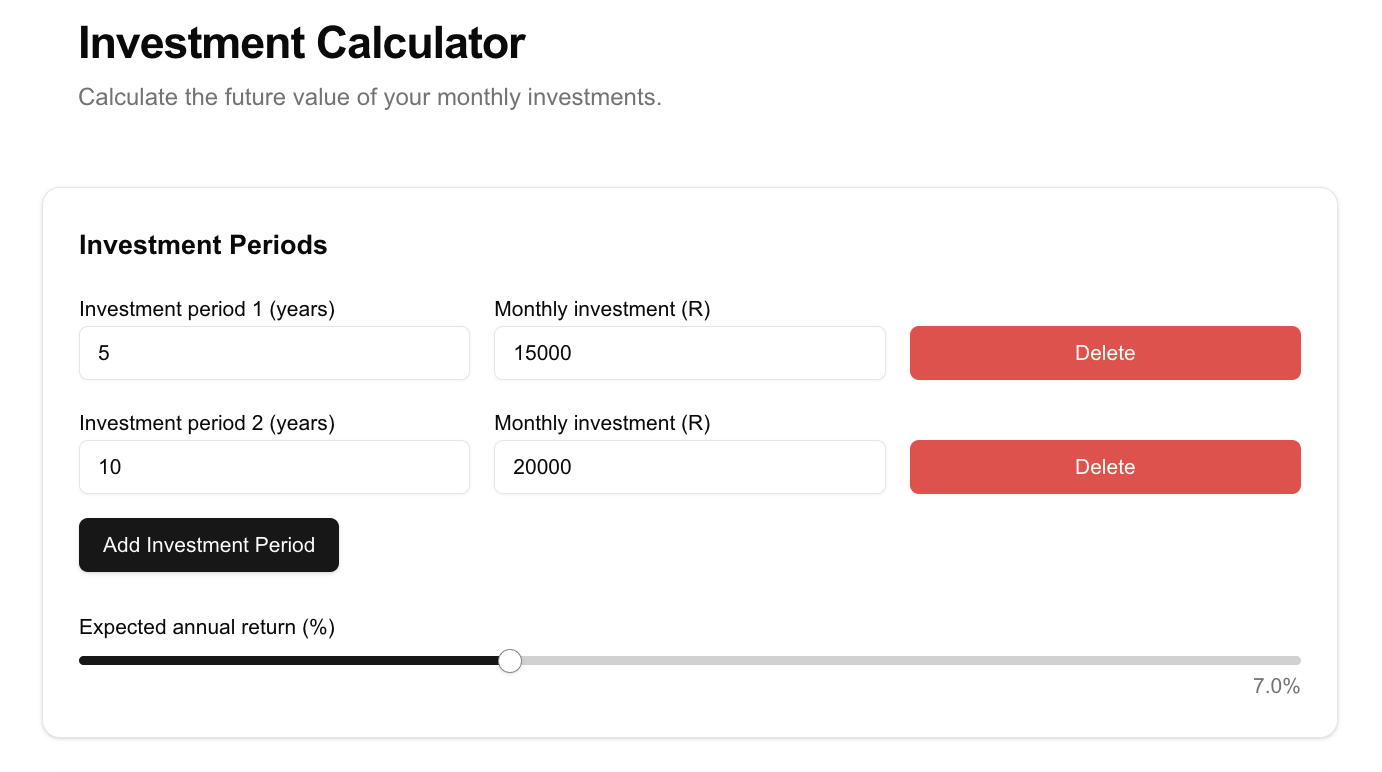 Investment Calculator
Calculate the future value of your monthly investments.
Investment Periods
Investment period 1 (years)
Monthly investment (R)
5
15000
Delete
Investment period 2 (years)
Monthly investment (R)
10
20000
Delete
Add Investment Period
Expected annual return (%)
7.0%